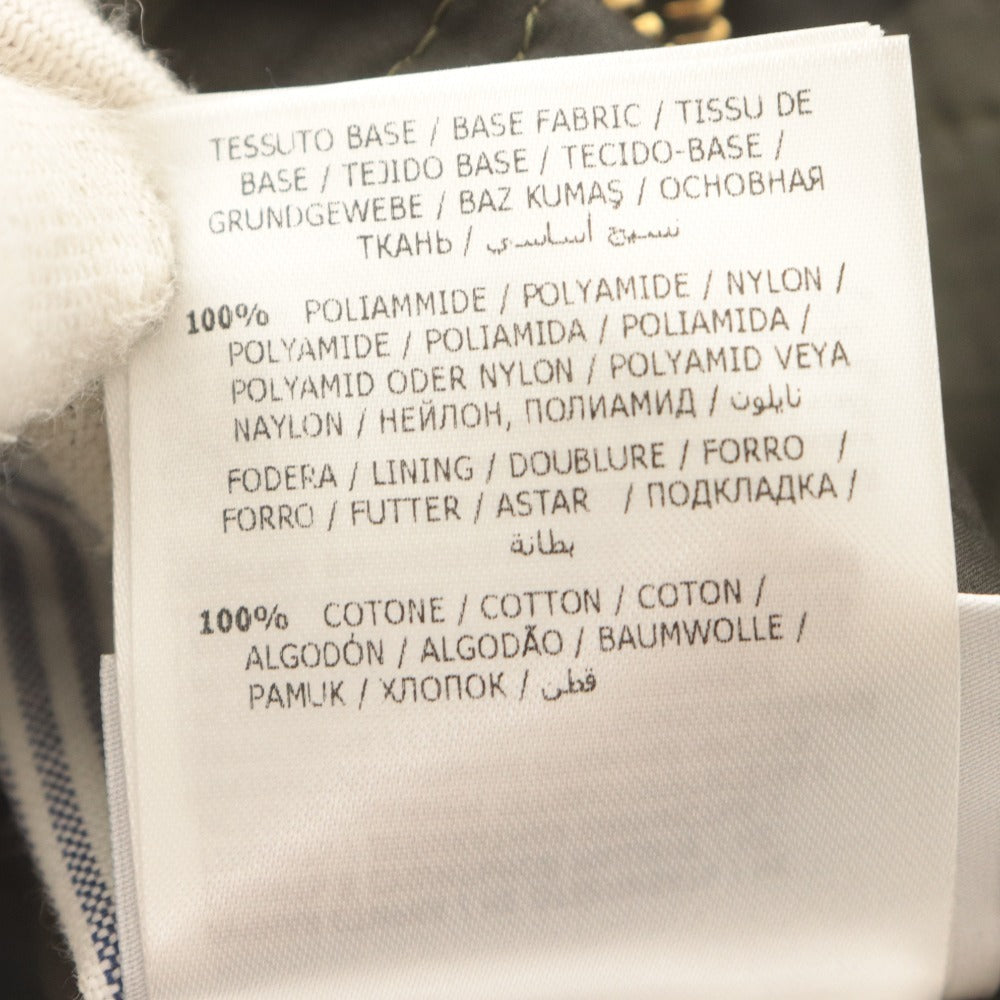 TESSUTO BASE / BASE FABRIC / TISSU DE
BASE / TEJIDO BASE / TECIDO-BASE /
GRUNDGEWEBE / BAZ KUMAŞ / ОСНОВНАЯ
ТКАНЬ / نسيج أساسي
100% POLIAMMIDE / POLYAMIDE / NYLON /
POLYAMIDE / POLIAMIDA / POLIAMIDA /
POLYAMID ODER NYLON / POLYAMID VEYA
NAYLON / НЕЙЛОН, ПОЛИАМИД / نايلون
FODERA / LINING / DOUBLURE / FORRO /
FORRO / FUTTER / ASTAR / ПОДКЛАДКА /
بطانة
100% COTONE / COTTON / COTON /
ALGODÓN / ALGODÃO / BAUMWOLLE /
PAMUK / ХЛОПОК / قطن